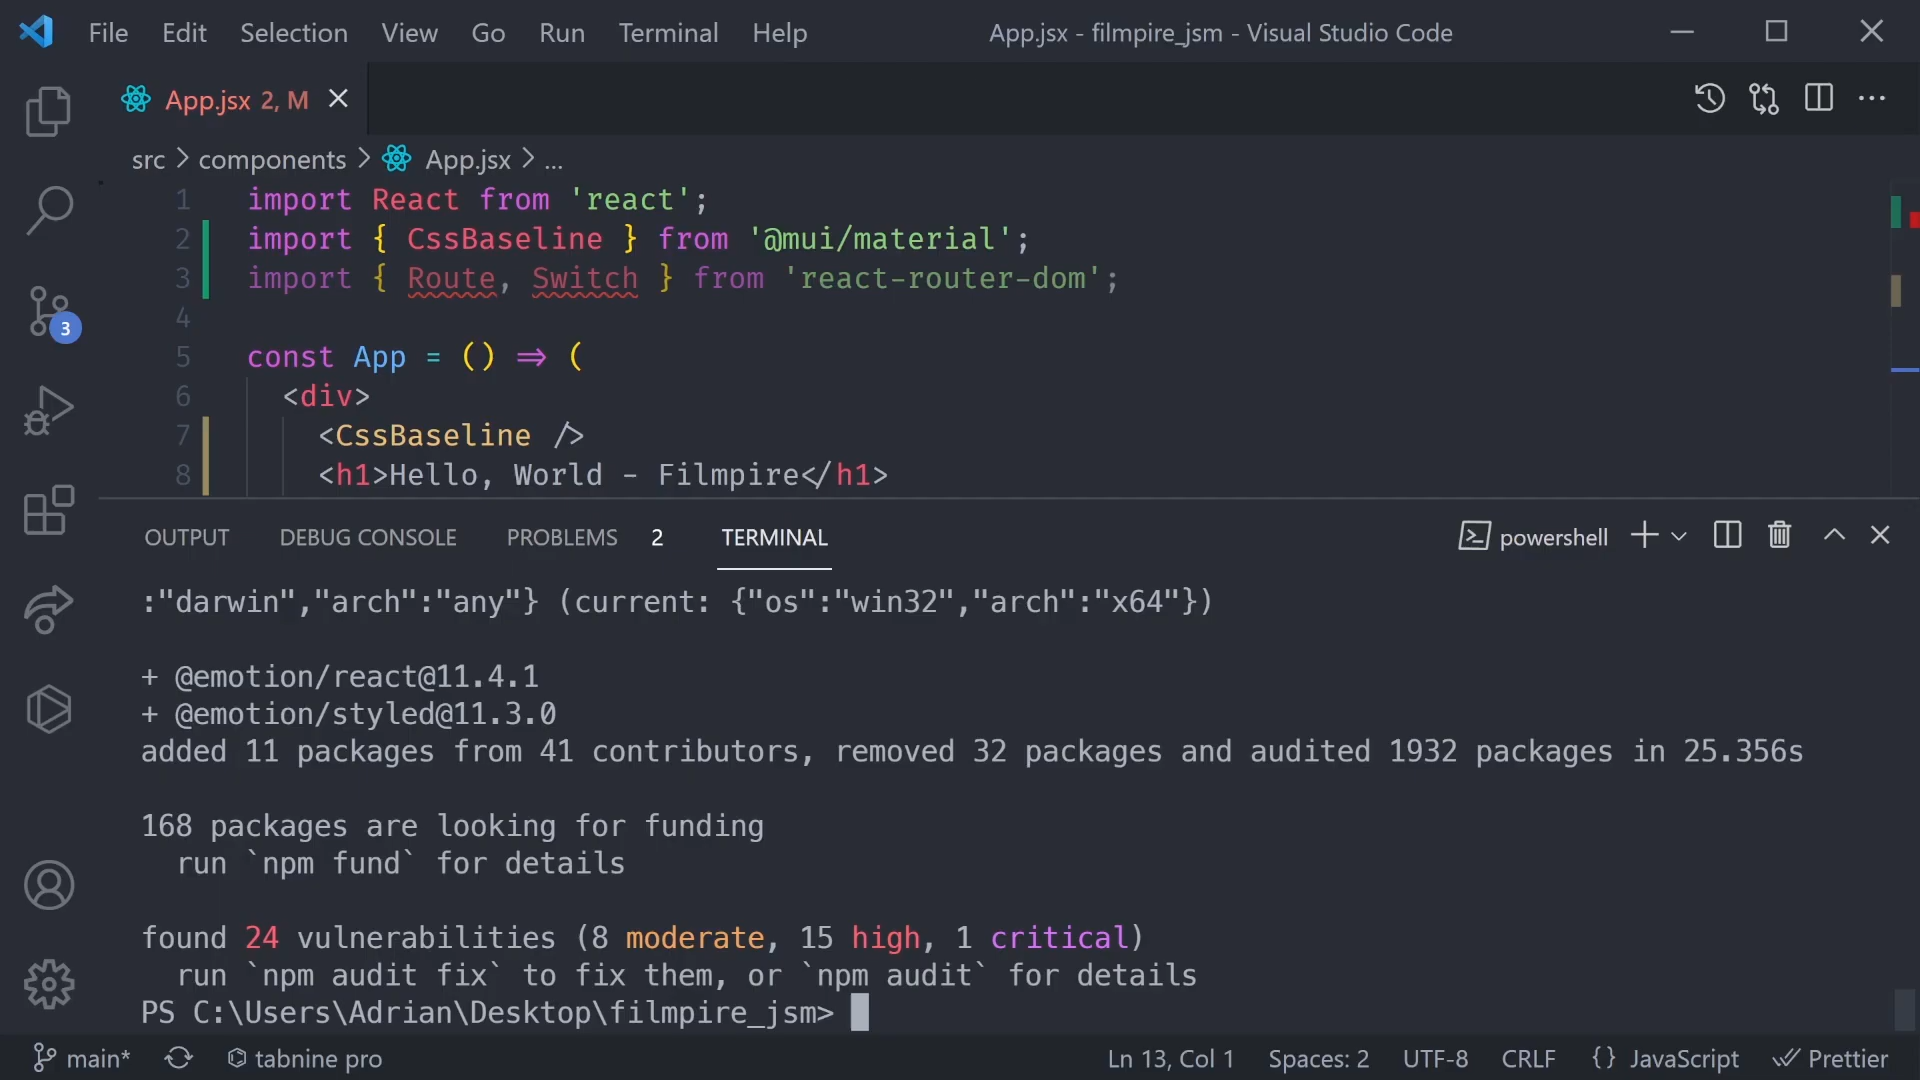 File Edit Selection View Go Run Terminal Help App.jsx - filmpire_jsm - Visual Studio Code
App.jsx 2, M
src > components > App.jsx > ...
1 import React from 'react';
2 import { CssBaseline } from '@mui/material';
3 import { Route, Switch } from 'react-router-dom';
4
5 const App = () => (
6 <div>
7 <CssBaseline />
8 <h1>Hello, World - Filmpire</h1>
3
OUTPUT DEBUG CONSOLE PROBLEMS 2 TERMINAL powershell
:"darwin","arch":"any"} (current: {"os":"win32","arch":"x64"})
+ @emotion/react@11.4.1
+ @emotion/styled@11.3.0
added 11 packages from 41 contributors, removed 32 packages and audited 1932 packages in 25.356s
168 packages are looking for funding
run `npm fund` for details
found 24 vulnerabilities (8 moderate, 15 high, 1 critical)
run `npm audit fix` to fix them, or `npm audit` for details
PS C:\Users\Adrian\Desktop\filmpire_jsm>
main* tabnine pro Ln 13, Col 1 Spaces: 2 UTF-8 CRLF {} JavaScript Prettier